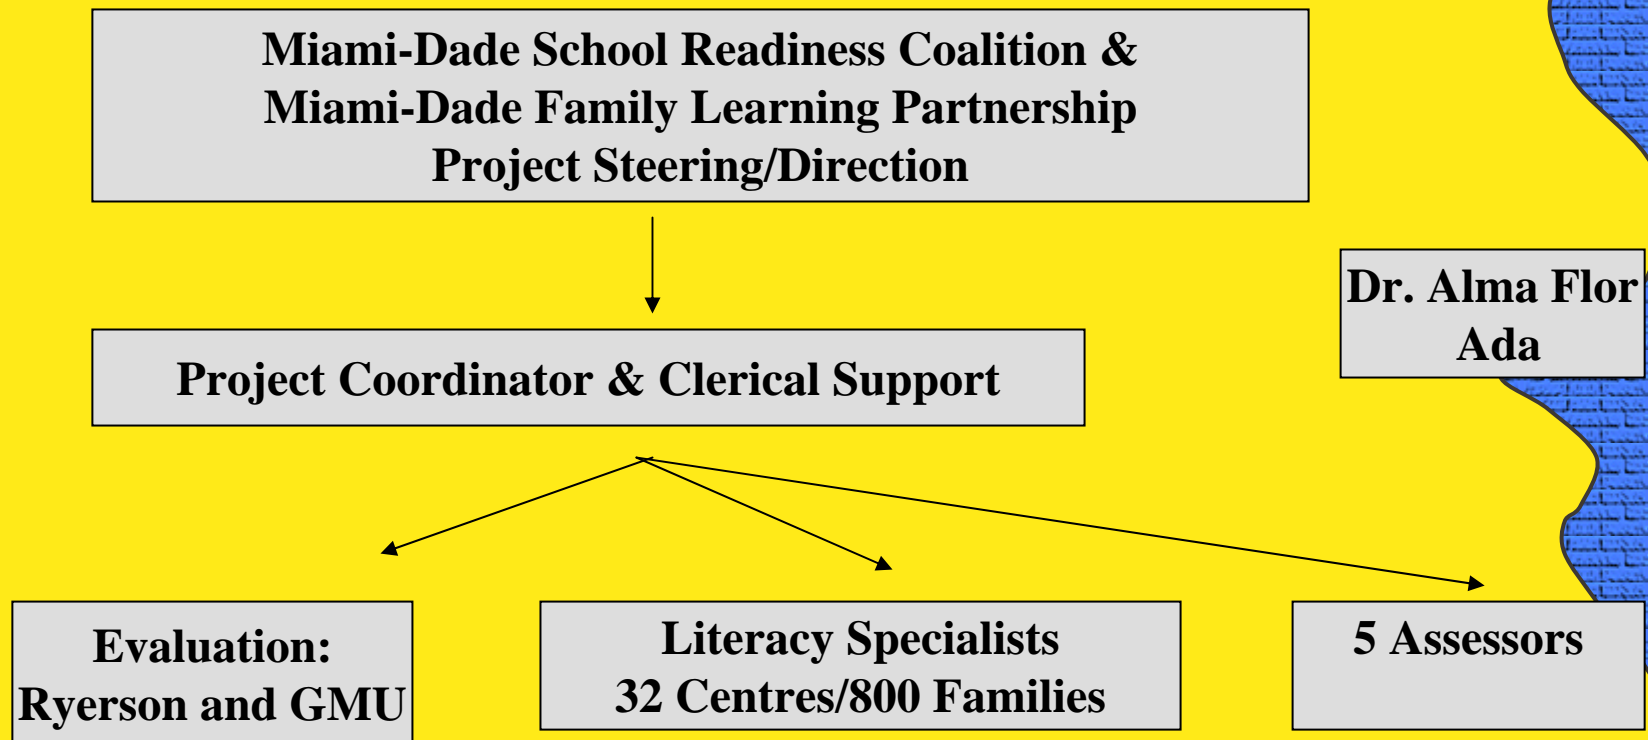 Miami-Dade School Readiness Coalition &
Miami-Dade Family Learning Partnership
Project Steering/Direction
Dr. Alma Flor
Ada
Project Coordinator & Clerical Support
Evaluation:
Ryerson and GMU
Literacy Specialists
32 Centres/800 Families
5 Assessors